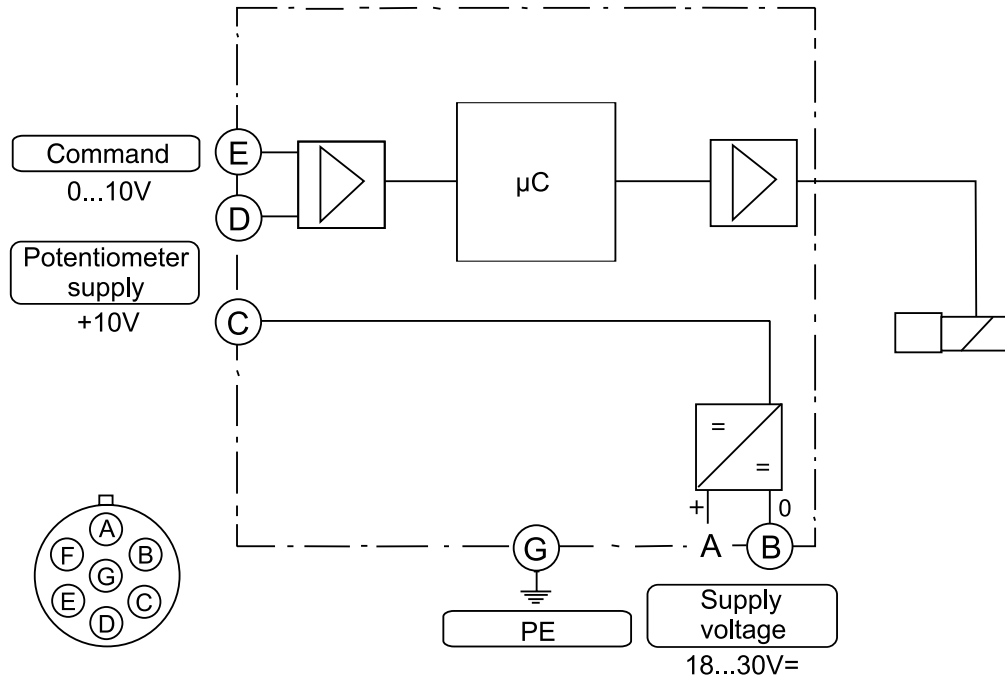 Command
0...10V
E
D
µC
Potentiometer
supply
+10V
C
=
=
+
0
A
B
G
PE
Supply
voltage
18...30V=
A
F
B
G
E
C
D